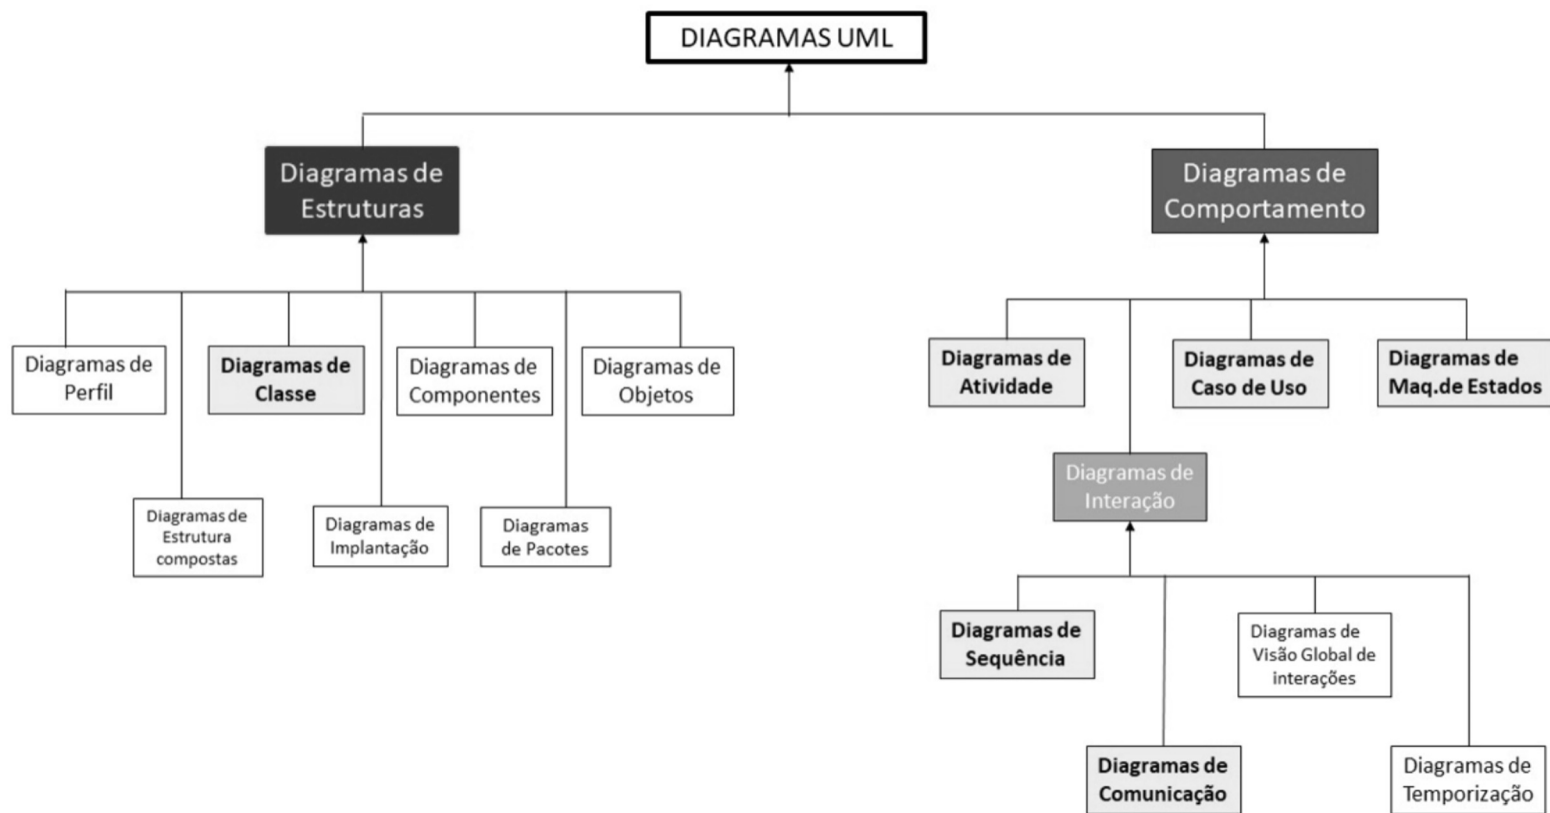 DIAGRAMAS UML
Diagramas de
Estruturas
Diagramas de
Comportamento
Diagramas de
Perfil
Diagramas de
Classe
Diagramas de
Componentes
Diagramas de
Objetos
Diagramas de
Estrutura
compostas
Diagramas de
Implantação
Diagramas
de Pacotes
Diagramas de
Atividade
Diagramas de
Caso de Uso
Diagramas de
Maq.de Estados
Diagramas de
Interação
Diagramas de
Sequência
Diagramas de
Visão Global de
interações
Diagramas de
Comunicação
Diagramas de
Temporização